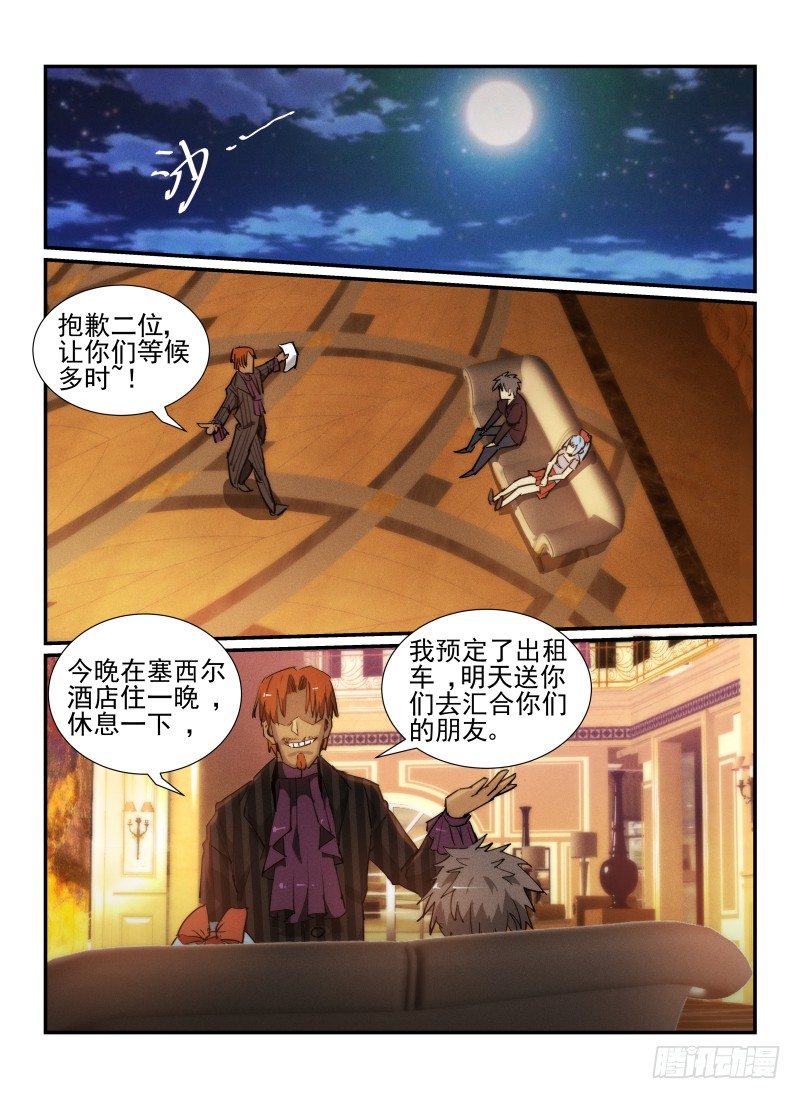 沙
抱歉二位，
让你们等候
多时~！
今晚在塞西尔
酒店住一晚，
休息一下，
我预定了出租
车，明天送你
们去汇合你们
的朋友。
腾讯动漫